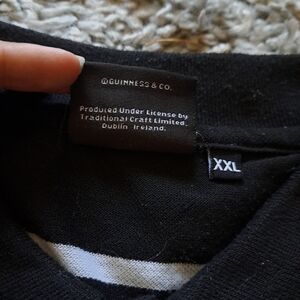 ©GUINNESS & CO.
Produced Under License by
Traditional Craft Limited.
Dublin Ireland.
XXL